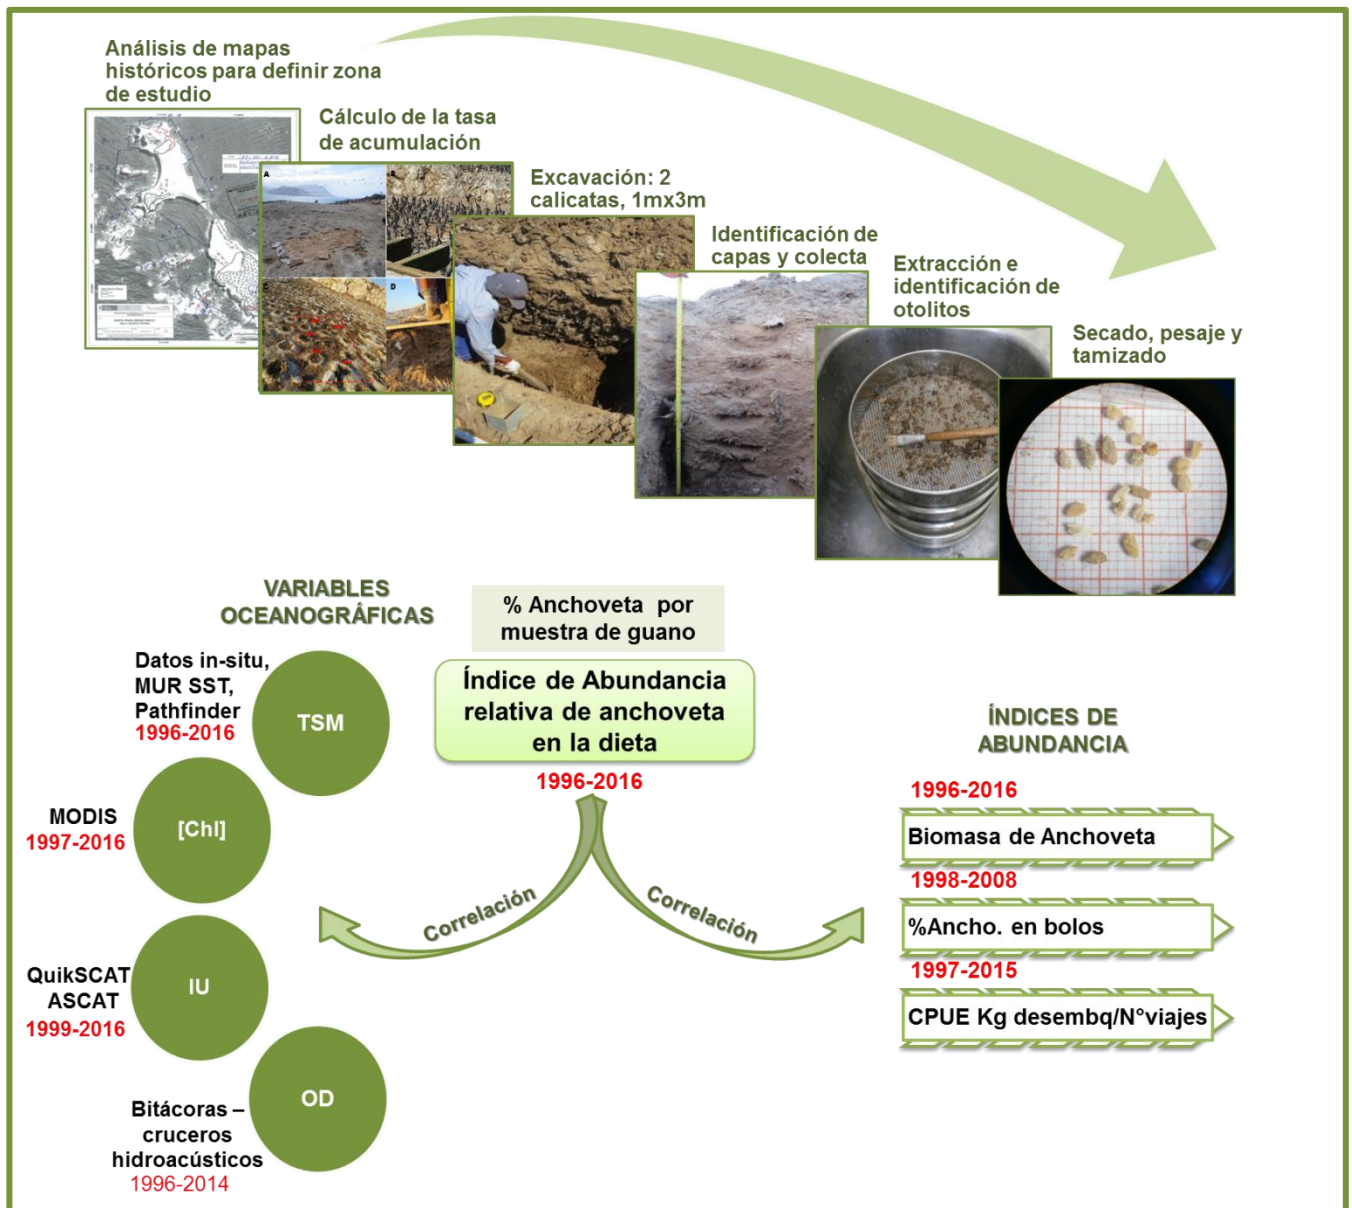 Análisis de mapas
históricos para definir zona
de estudio
Cálculo de la tasa
de acumulación
Excavación: 2
calicatas, 1mx3m
Identificación de
capas y colecta
Extracción e
identificación de
otolitos
Secado, pesaje y
tamizado
A
D
VARIABLES
OCEANOGRÁFICAS
Datos in-situ,
MUR SST,
Pathfinder
1996-2016
TSM
MODIS
1997-2016
[Chl]
QuikSCAT
ASCAT
1999-2016
IU
Bitácoras –
cruceros
hidroacústicos
1996-2014
OD
% Anchoveta por
muestra de guano
Índice de Abundancia
relativa de anchoveta
en la dieta
1996-2016
Correlación
Correlación
ÍNDICES DE
ABUNDANCIA
1996-2016
Biomasa de Anchoveta
1998-2008
%Ancho. en bolos
1997-2015
CPUE Kg desembq/N°viajes